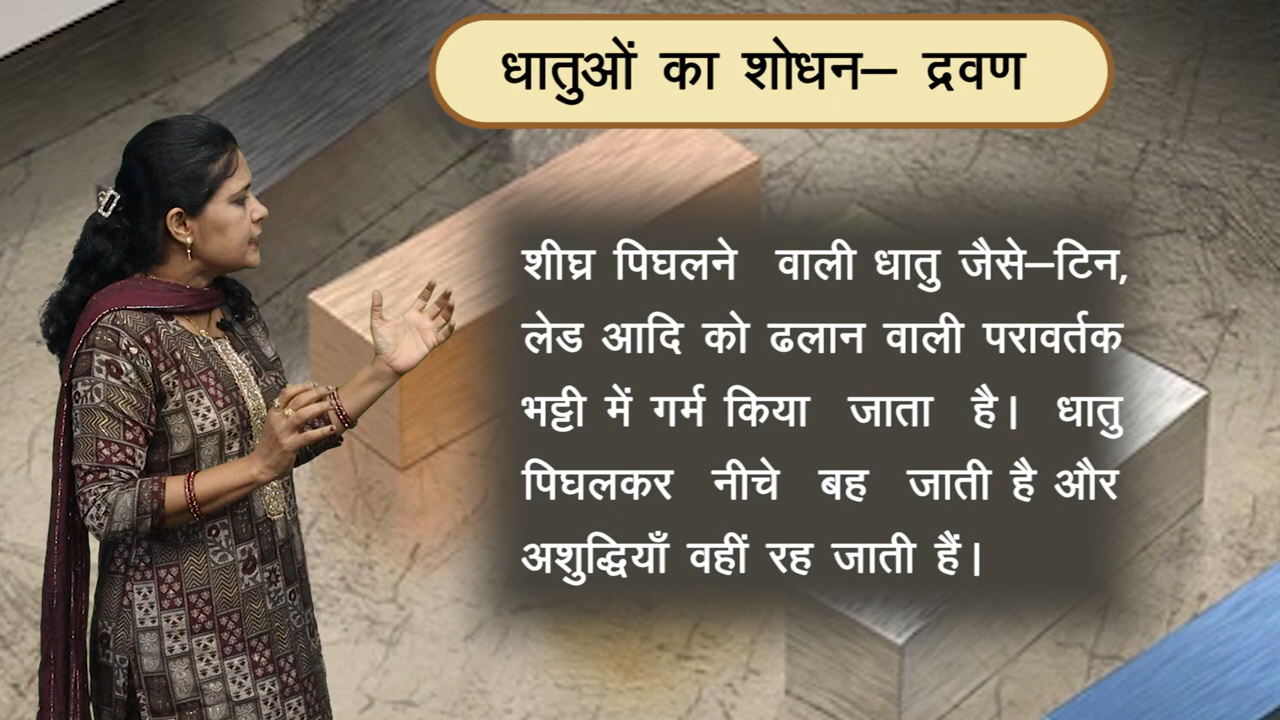 धातुओं का शोधन– द्रवण
शीघ्र पिघलने वाली धातु जैसे–टिन,
लेड आदि को ढलान वाली परावर्तक
भट्टी में गर्म किया जाता है। धातु
पिघलकर नीचे बह जाती है और
अशुद्धियाँ वहीं रह जाती हैं।